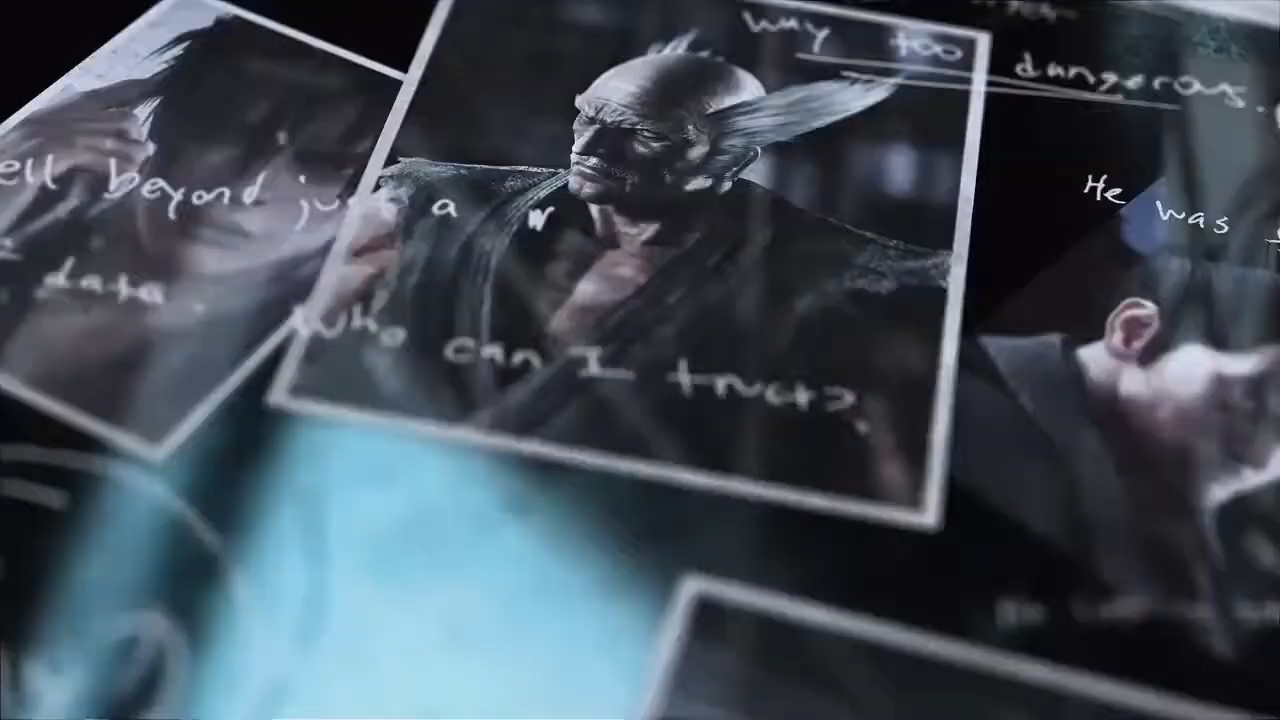 way too dangerous.
He was
ell beyond just a w
data.
Who can I trust?